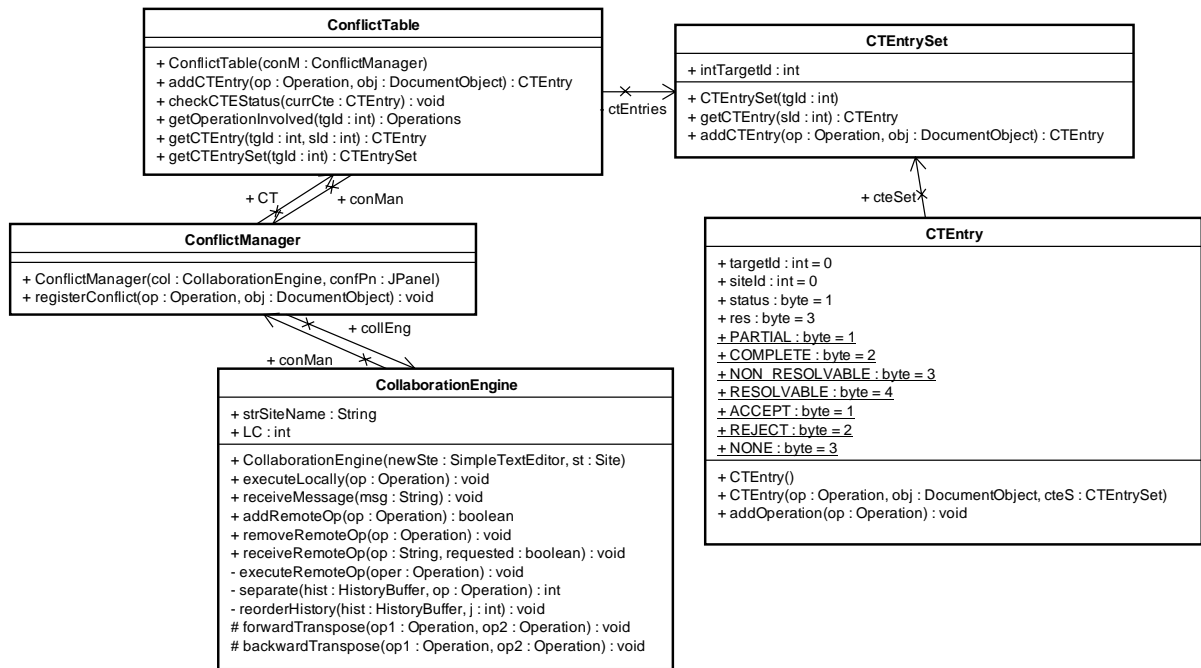 ConflictTable
+ ConflictTable(conM : ConflictManager)
+ addCTEntry(op : Operation, obj : DocumentObject) : CTEntry
+ checkCTEStatus(currCte : CTEntry) : void
+ getOperationInvolved(tgId : int) : Operations
+ getCTEntry(tgId : int, sId : int) : CTEntry
+ getCTEntrySet(tgId : int) : CTEntrySet
ctEntries
CTEntrySet
+ intTargetId : int
+ CTEntrySet(tgId : int)
+ getCTEntry(sId : int) : CTEntry
+ addCTEntry(op : Operation, obj : DocumentObject) : CTEntry
+ CT
+ conMan
+ cteSet
ConflictManager
+ ConflictManager(col : CollaborationEngine, confPn : JPanel)
+ registerConflict(op : Operation, obj : DocumentObject) : void
+ collEng
+ conMan
CTEntry
+ targetId : int = 0
+ siteId : int = 0
+ status : byte = 1
+ res : byte = 3
+ PARTIAL : byte = 1
+ COMPLETE : byte = 2
+ NON_RESOLVABLE : byte = 3
+ RESOLVABLE : byte = 4
+ ACCEPT : byte = 1
+ REJECT : byte = 2
+ NONE : byte = 3
+ CTEntry()
+ CTEntry(op : Operation, obj : DocumentObject, cteS : CTEntrySet)
+ addOperation(op : Operation) : void
CollaborationEngine
+ strSiteName : String
+ LC : int
+ CollaborationEngine(newSte : SimpleTextEditor, st : Site)
+ executeLocally(op : Operation) : void
+ receiveMessage(msg : String) : void
+ addRemoteOp(op : Operation) : boolean
+ removeRemoteOp(op : Operation) : void
+ receiveRemoteOp(op : String, requested : boolean) : void
- executeRemoteOp(oper : Operation) : void
- separate(hist : HistoryBuffer, op : Operation) : int
- reorderHistory(hist : HistoryBuffer, j : int) : void
# forwardTranspose(op1 : Operation, op2 : Operation) : void
# backwardTranspose(op1 : Operation, op2 : Operation) : void